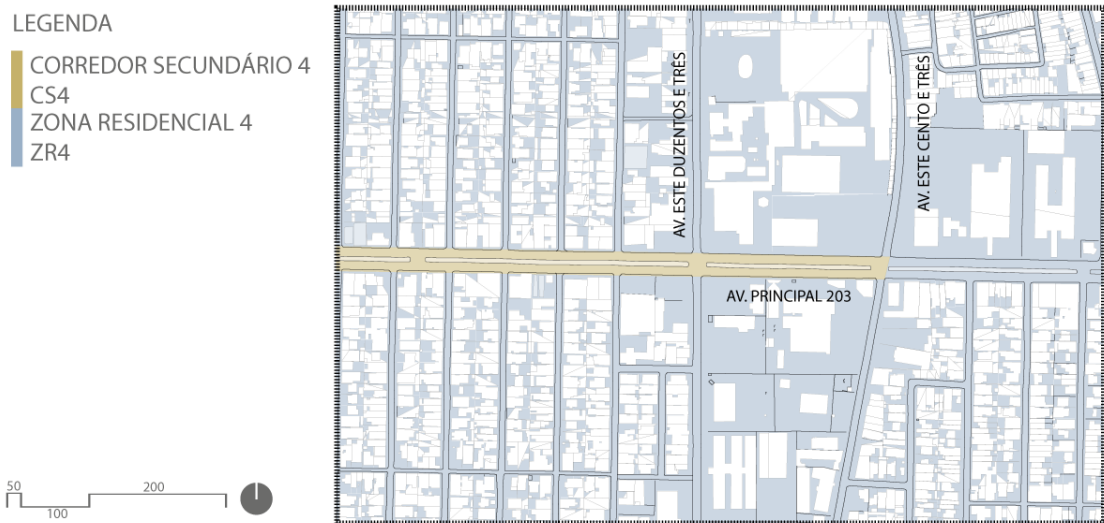 LEGENDA
CORREDOR SECUNDÁRIO 4
CS4
ZONA RESIDENCIAL 4
ZR4
AV. ESTE DUZENTOS E TRÊS
AV. ESTE CENTO E TRÊS
AV. PRINCIPAL 203
50
200
100